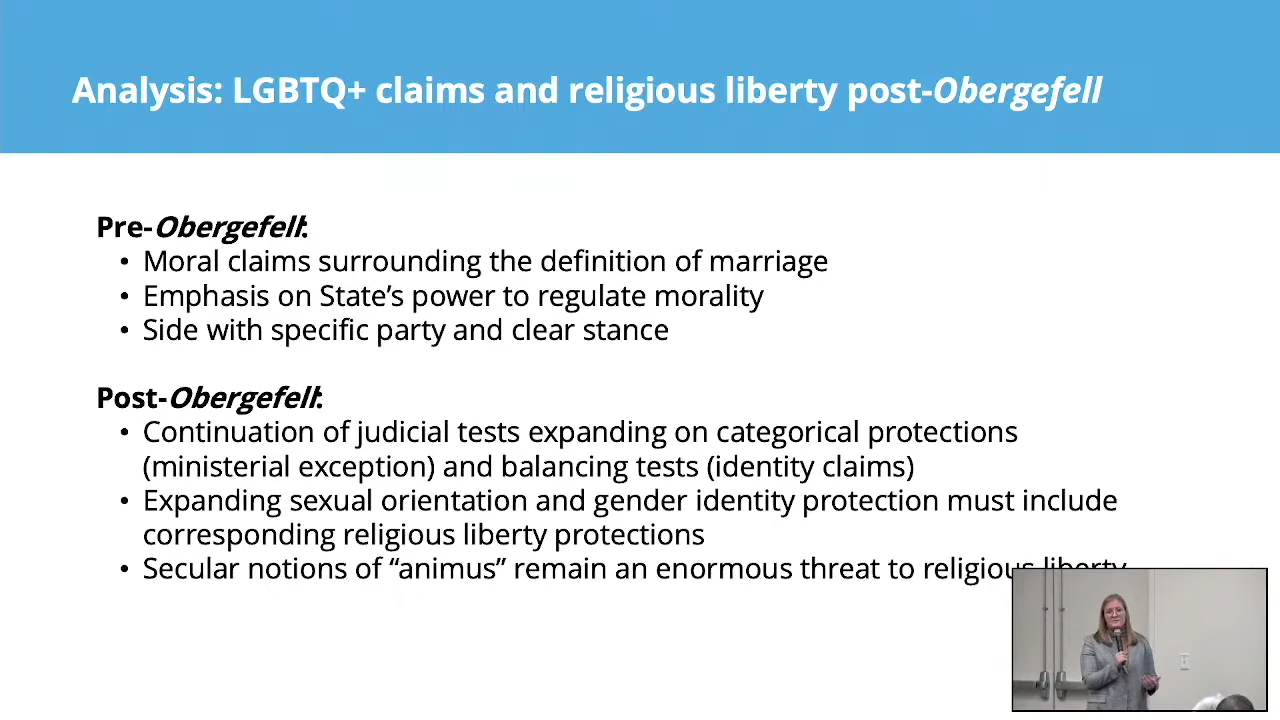 Analysis: LGBTQ+ claims and religious liberty post-Obergefell
Pre-Obergefell:
• Moral claims surrounding the definition of marriage
• Emphasis on State’s power to regulate morality
• Side with specific party and clear stance
Post-Obergefell:
• Continuation of judicial tests expanding on categorical protections
(ministerial exception) and balancing tests (identity claims)
• Expanding sexual orientation and gender identity protection must include
corresponding religious liberty protections
• Secular notions of “animus” remain an enormous threat to religious liberty